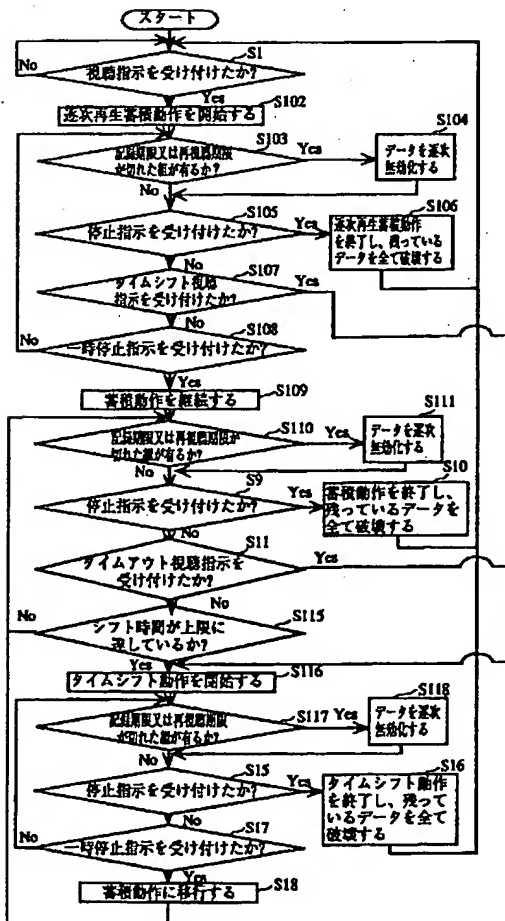 スタート
S1
No
視聴指示を受け付けたか?
Yes
S102
逐次再生蓄積動作を開始する
S103
S104
記録期限又は再視聴期限
が切れた組が有るか?
Yes
データを逐次
無効化する
No
S105
S106
停止指示を受け付けたか?
Yes
逐次再生蓄積動作
を終了し、残っている
データを全て破壊する
No
S107
タイムシフト視聴
指示を受け付けたか?
Yes
No
S108
No
一時停止指示を受け付けたか?
Yes
S109
蓄積動作を継続する
S110
S111
記録期限又は再視聴期限が
切れた組が有るか?
Yes
データを逐次
無効化する
No
S9
S10
停止指示を受け付けたか?
Yes
蓄積動作を終了し、
残っているデータを
全て破壊する
No
S11
タイムアウト視聴指示を
受け付けたか?
Yes
No
No
S115
シフト時間が上限に
達しているか?
Yes
S116
タイムシフト動作を開始する
S117
S118
記録期限又は再視聴期限
が切れた組が有るか?
Yes
データを逐次
無効化する
No
S15
S16
停止指示を受け付けたか?
Yes
タイムシフト動作
を終了し、残って
いるデータを全て
破壊する
No
No
S17
一時停止指示を受け付けたか?
Yes
S18
蓄積動作に移行する